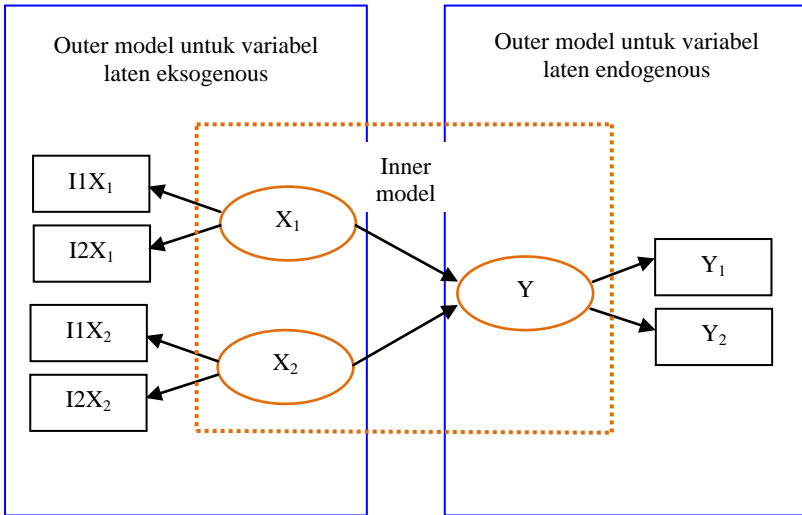 Outer model untuk variabel
laten eksogenous
Outer model untuk variabel
laten endogenous
Inner
model
I1X₁
I2X₁
I1X₂
I2X₂
X₁
X₂
Y
Y₁
Y₂